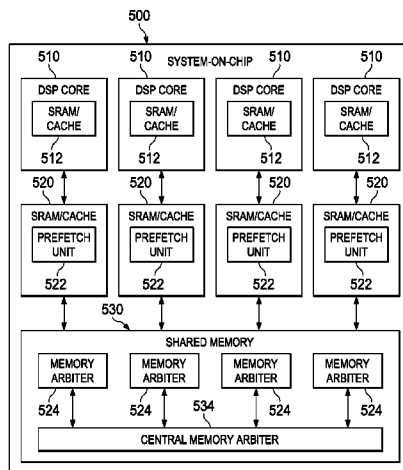 500
510 510 510 510
SYSTEM-ON-CHIP
DSP CORE DSP CORE DSP CORE DSP CORE
SRAM/ SRAM/ SRAM/ SRAM/
CACHE CACHE CACHE CACHE
512 512 512 512
520 520 520 520
SRAM/CACHE SRAM/CACHE SRAM/CACHE SRAM/CACHE
PREFETCH PREFETCH PREFETCH PREFETCH
UNIT UNIT UNIT UNIT
522 522 522 522
530
SHARED MEMORY
MEMORY MEMORY MEMORY MEMORY
ARBITER ARBITER ARBITER ARBITER
524 524 534 524 524
CENTRAL MEMORY ARBITER